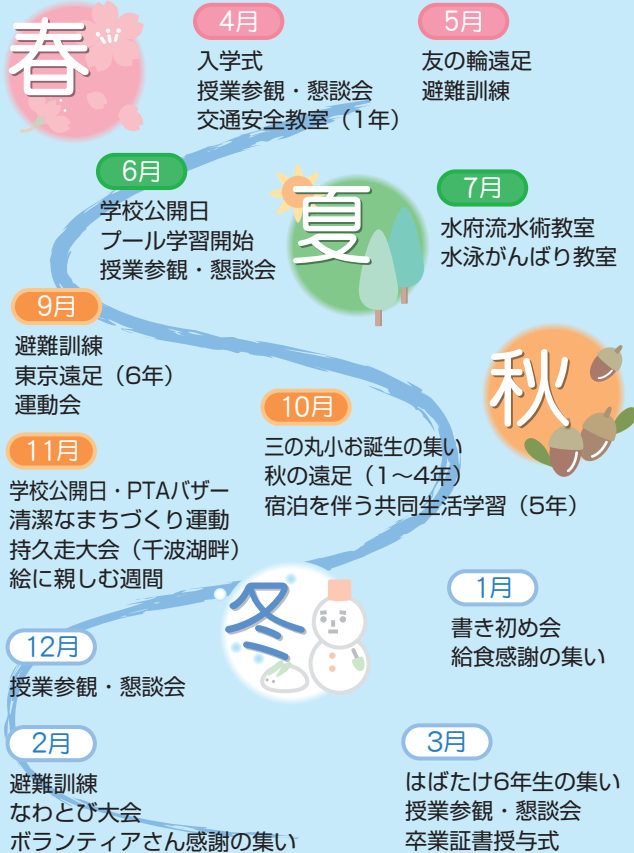 春
4月
入学式
授業参観・懇談会
交通安全教室（1年）
5月
友の輪遠足
避難訓練
6月
学校公開日
プール学習開始
授業参観・懇談会
夏
7月
水府流水術教室
水泳がんばり教室
9月
避難訓練
東京遠足（6年）
運動会
秋
10月
三の丸小お誕生の集い
秋の遠足（1〜4年）
宿泊を伴う共同生活学習（5年）
11月
学校公開日・PTAバザー
清潔なまちづくり運動
持久走大会（千波湖畔）
絵に親しむ週間
冬
12月
授業参観・懇談会
1月
書き初め会
給食感謝の集い
2月
避難訓練
なわとび大会
ボランティアさん感謝の集い
3月
はばたけ6年生の集い
授業参観・懇談会
卒業証書授与式